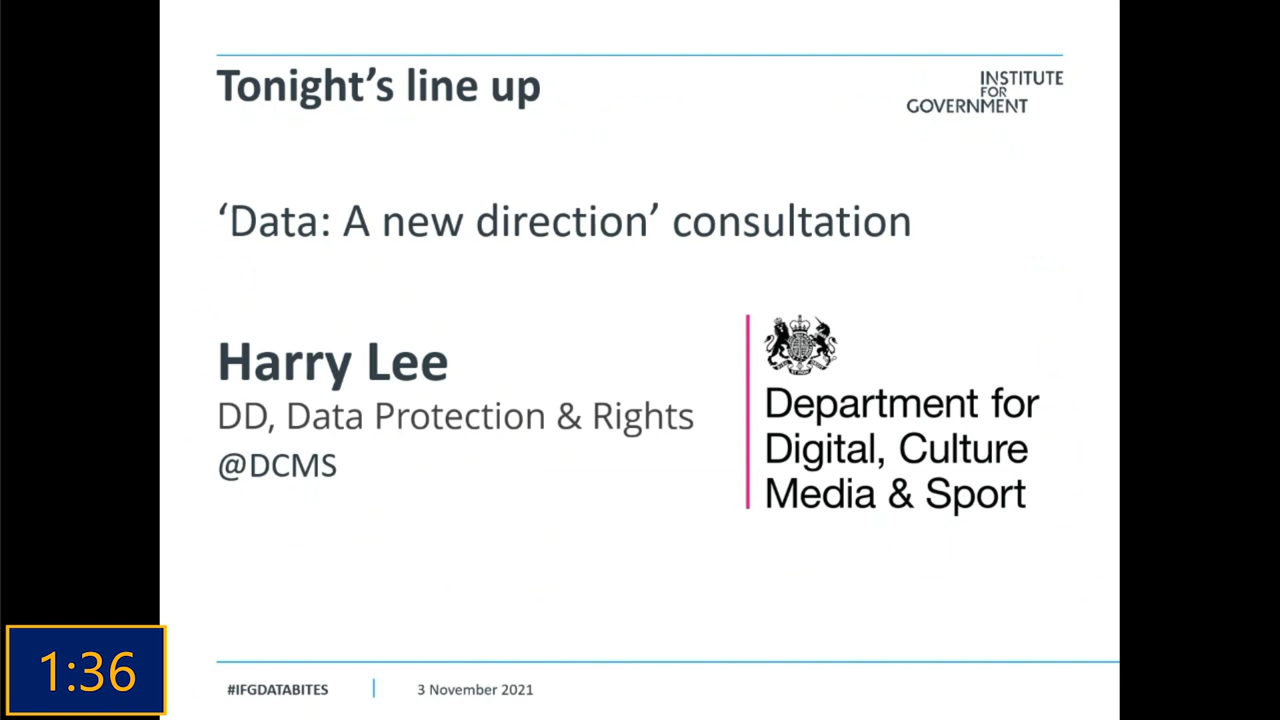 Tonight’s line up
INSTITUTE
FOR
GOVERNMENT
‘Data: A new direction’ consultation
Harry Lee
DD, Data Protection & Rights
@DCMS
Department for
Digital, Culture
Media & Sport
1:36
#IFGDATABITES
3 November 2021